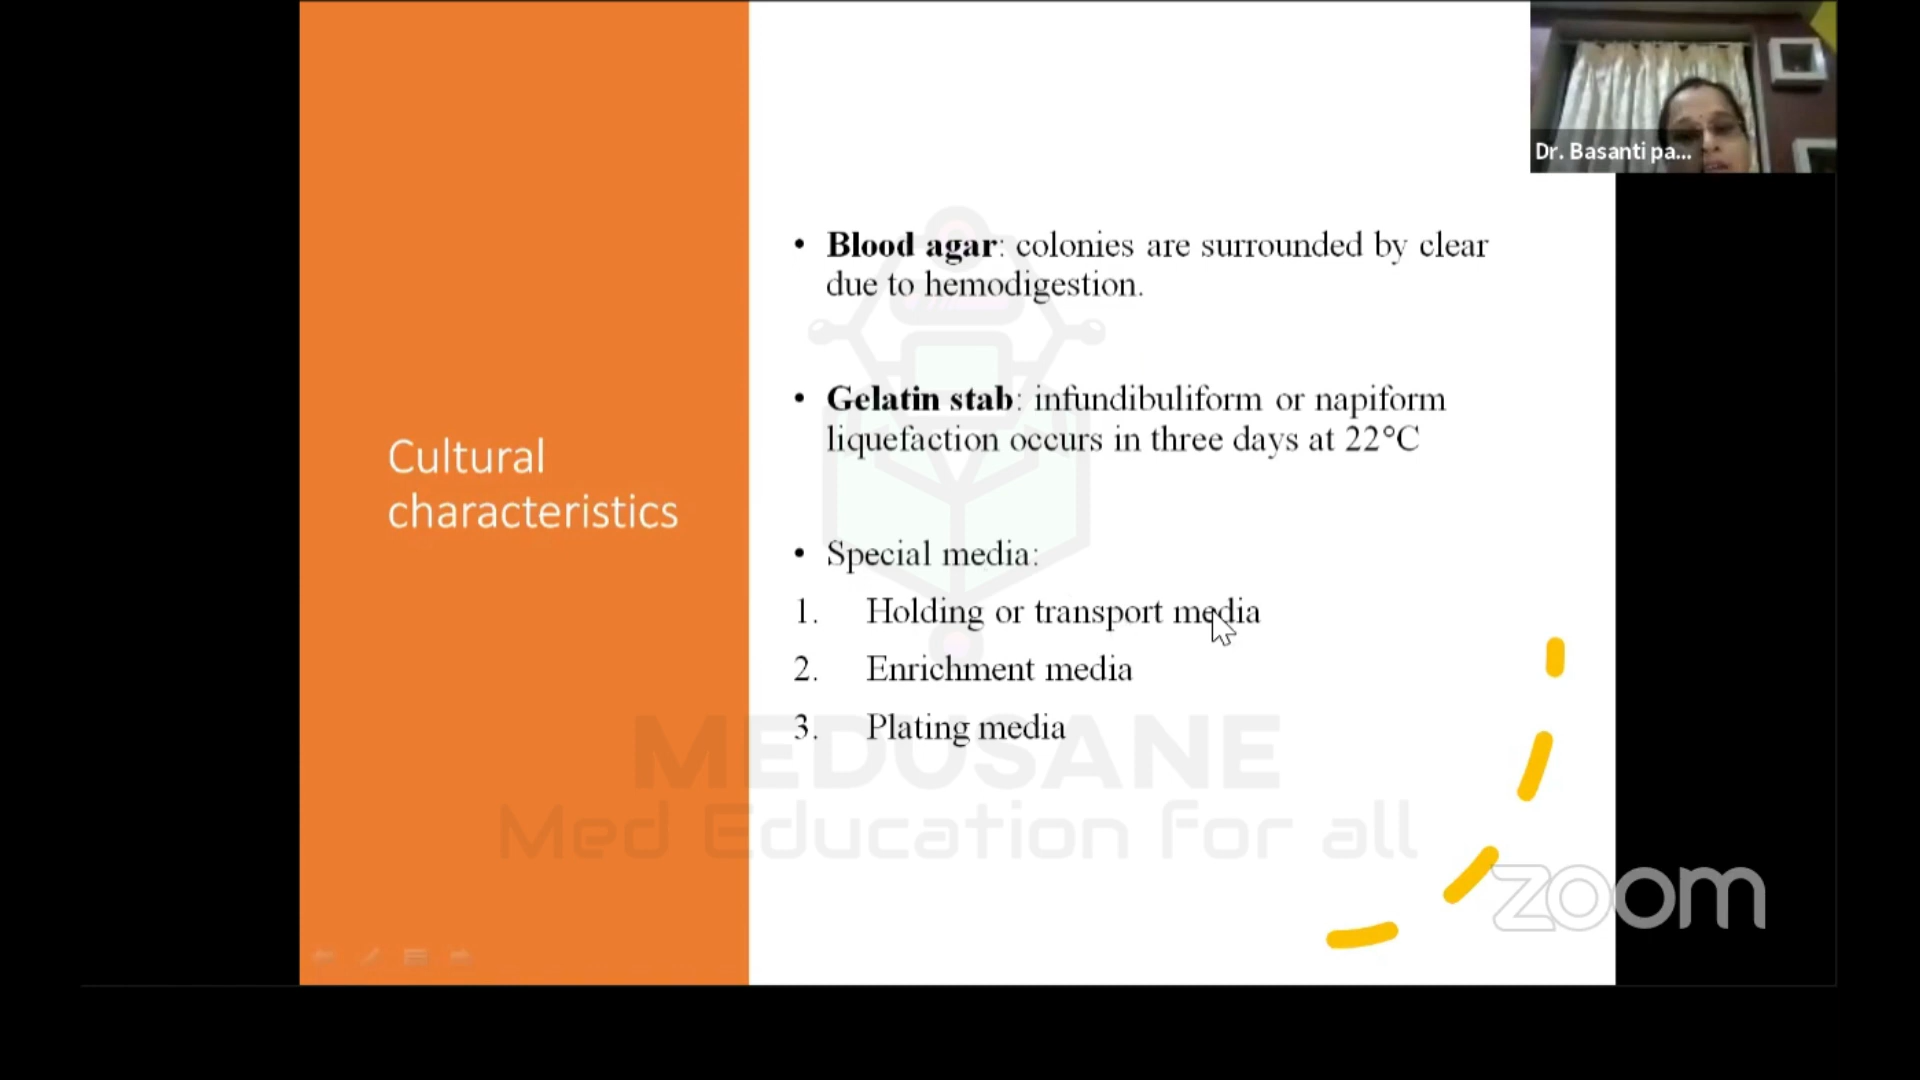 Dr. Basanti pa...
Cultural
characteristics
• Blood agar: colonies are surrounded by clear
due to hemodigestion.
• Gelatin stab: infundibuliform or napiform
liquefaction occurs in three days at 22°C
• Special media:
1. Holding or transport media
2. Enrichment media
3. Plating media
MEDUSANE
Med Education for all
zoom